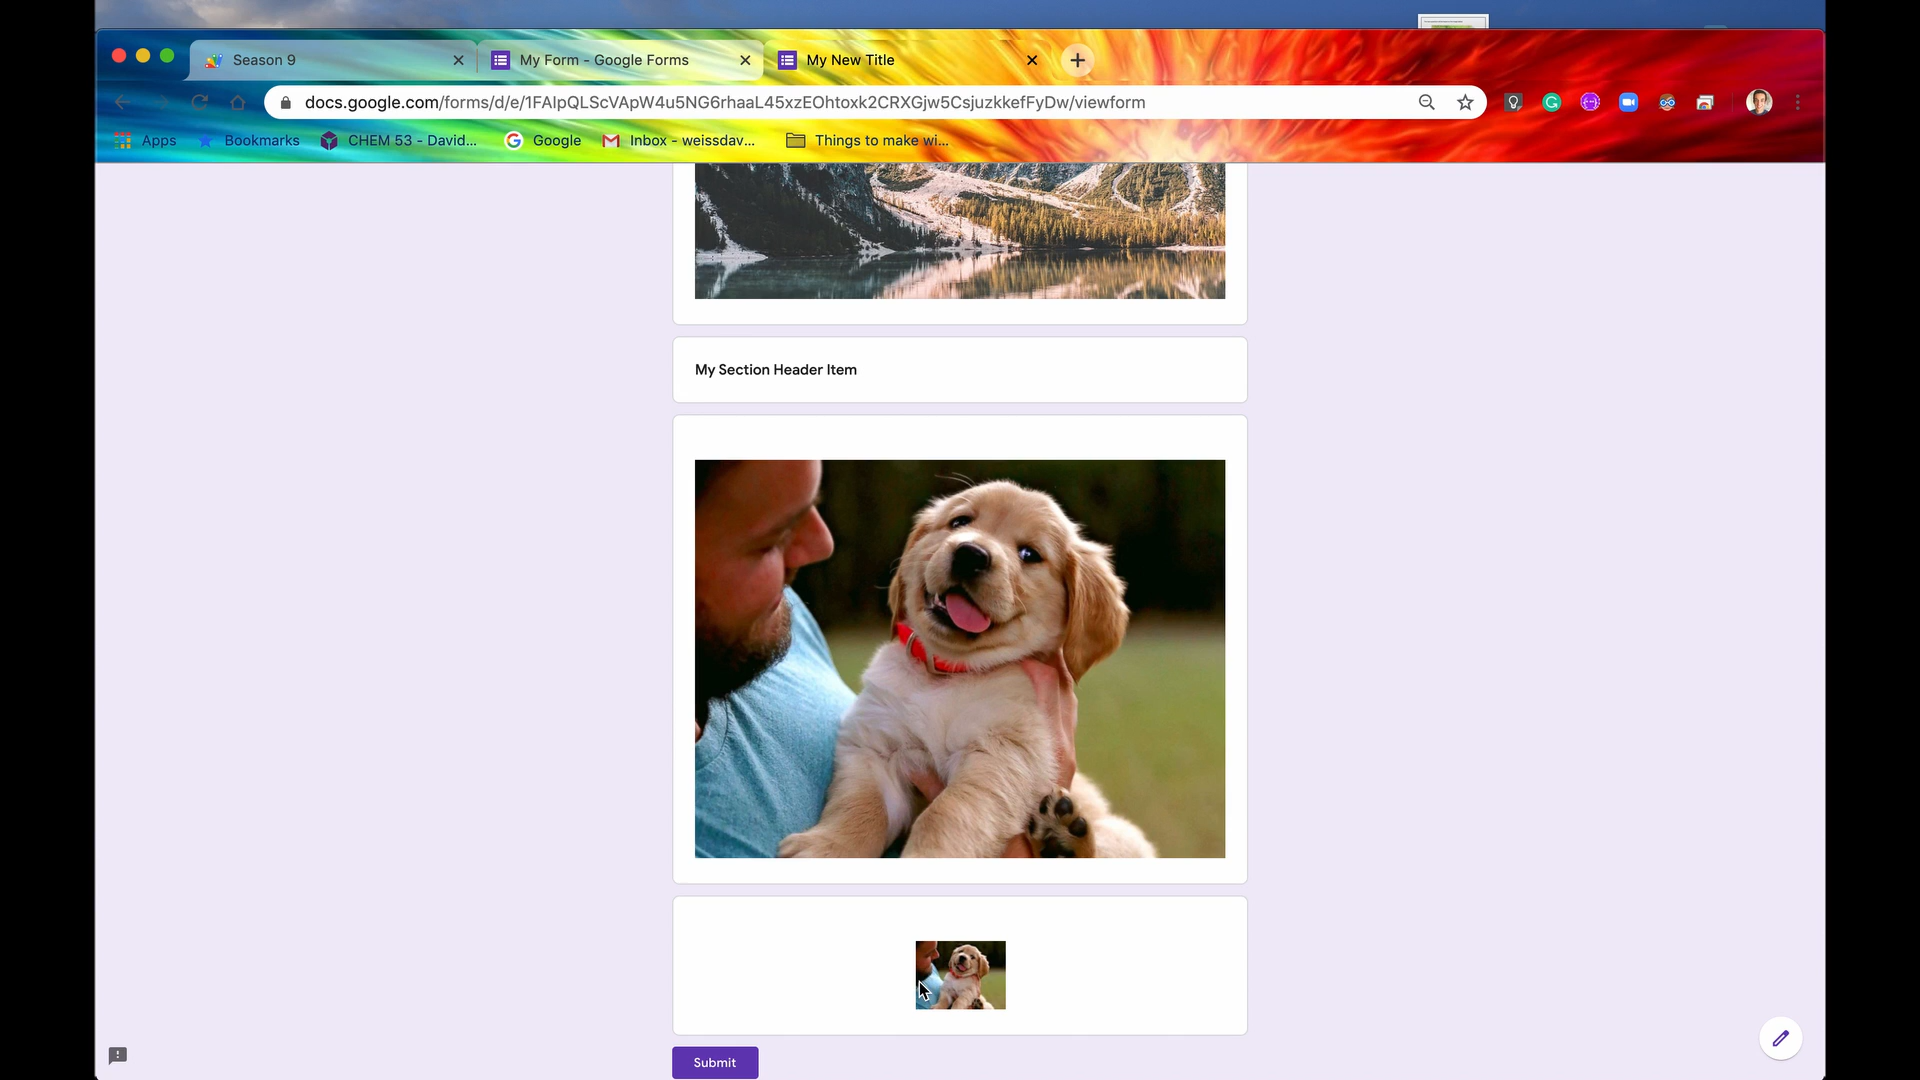 Season 9
My Form - Google Forms
My New Title
docs.google.com/forms/d/e/1FAIpQLScVApW4u5NG6rhaaL45xzEOhtoxk2CRXGjw5CsjuzkkefFyDw/viewform
Apps
Bookmarks
CHEM 53 - David...
Google
Inbox - weissdav...
Things to make wi...
My Section Header Item
Submit